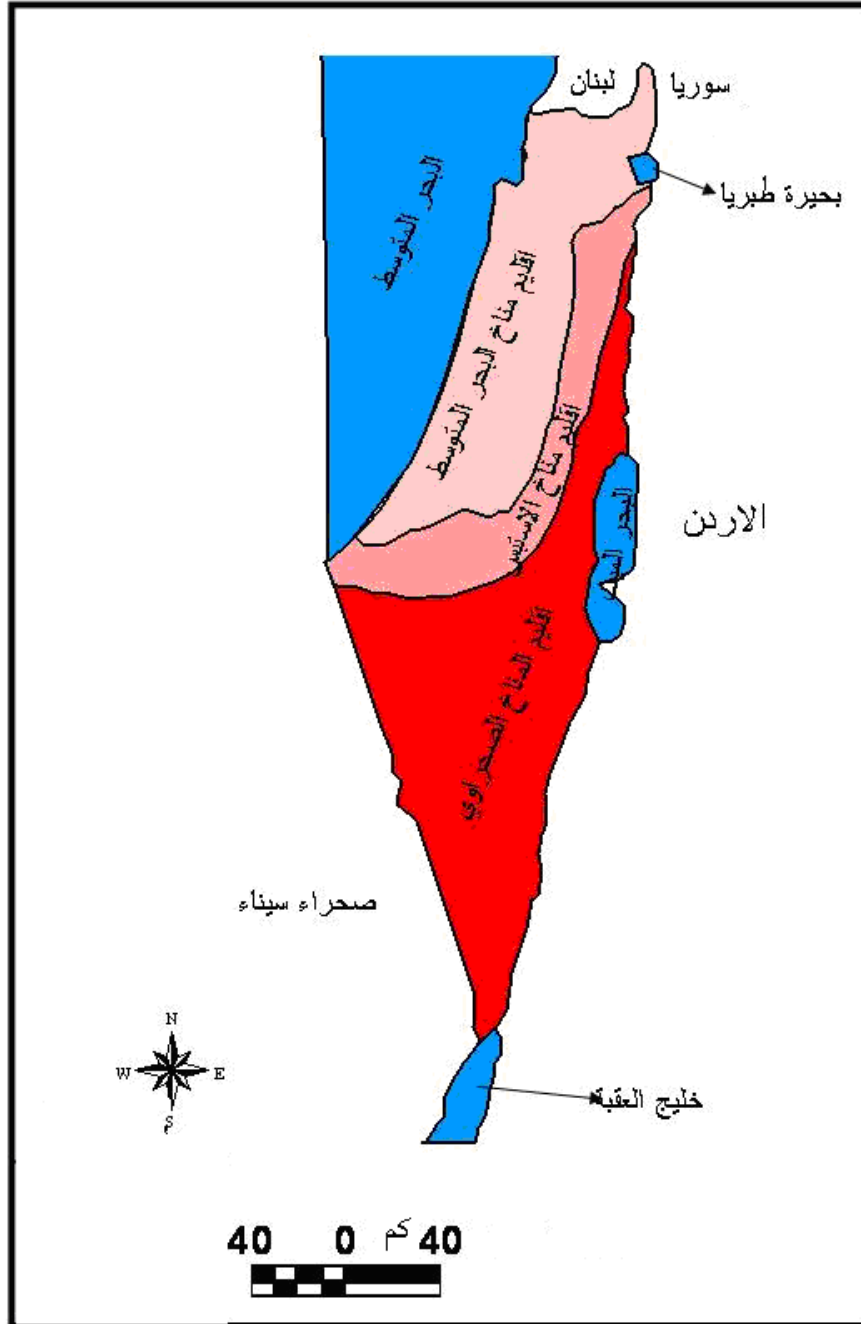 لبنان
سوريا
بحيرة طبريا
البحر المتوسط
اقليم مناخ البحر المتوسط
اقليم مناخ الاستبس
البحر
الاردن
اقليم المناخ الصحراوي
صحراء سيناء
N
W E
S
خليج العقبة
40 0 كم 40